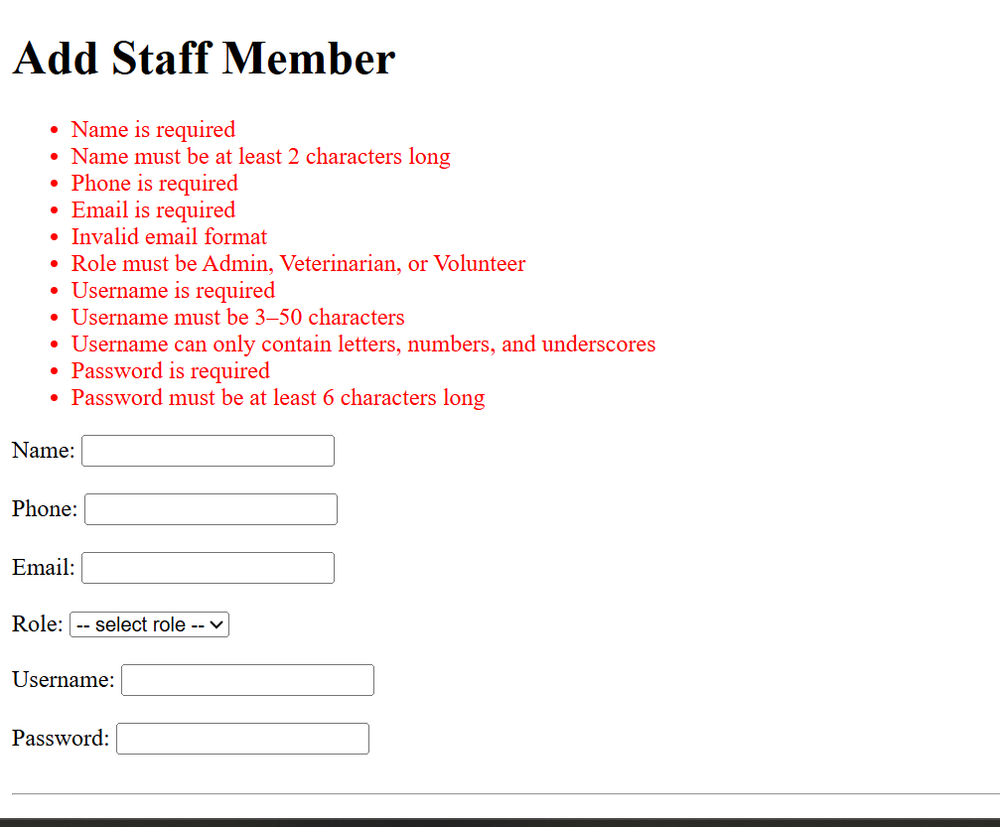 Add Staff Member
Name is required
Name must be at least 2 characters long
Phone is required
Email is required
Invalid email format
Role must be Admin, Veterinarian, or Volunteer
Username is required
Username must be 3–50 characters
Username can only contain letters, numbers, and underscores
Password is required
Password must be at least 6 characters long
Name:
Phone:
Email:
Role: -- select role --
Username:
Password: